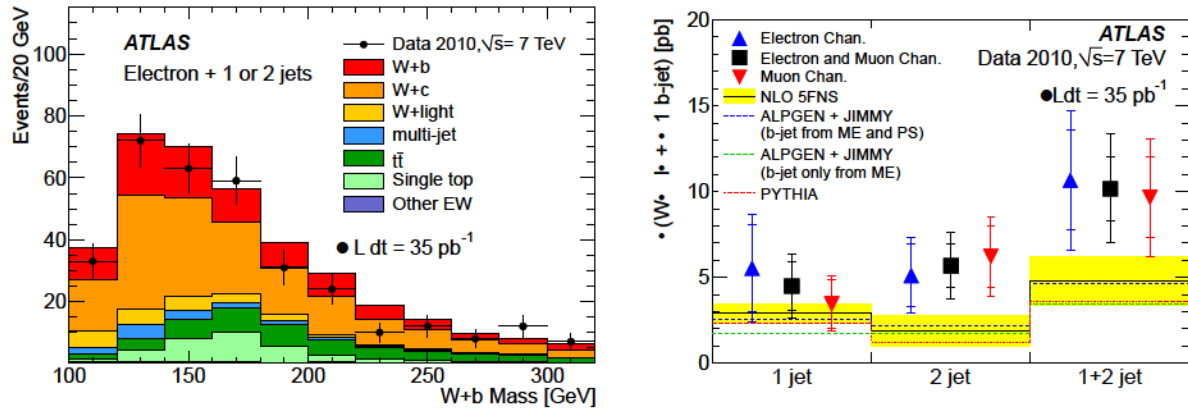 Events/20 GeV
100
80
60
40
20
ATLAS
Electron + 1 or 2 jets
Data 2010,√s= 7 TeV
W+b
W+c
W+light
multi-jet
tt̄
Single top
Other EW
● L dt = 35 pb⁻¹
100 150 200 250 300
W+b Mass [GeV]
• (W• l• + • 1 b-jet) [pb]
20
15
10
5
0
ATLAS
Data 2010,√s=7 TeV
●Ldt = 35 pb⁻¹
Electron Chan.
Electron and Muon Chan.
Muon Chan.
NLO 5FNS
ALPGEN + JIMMY
(b-jet from ME and PS)
ALPGEN + JIMMY
(b-jet only from ME)
PYTHIA
1 jet 2 jet 1+2 jet